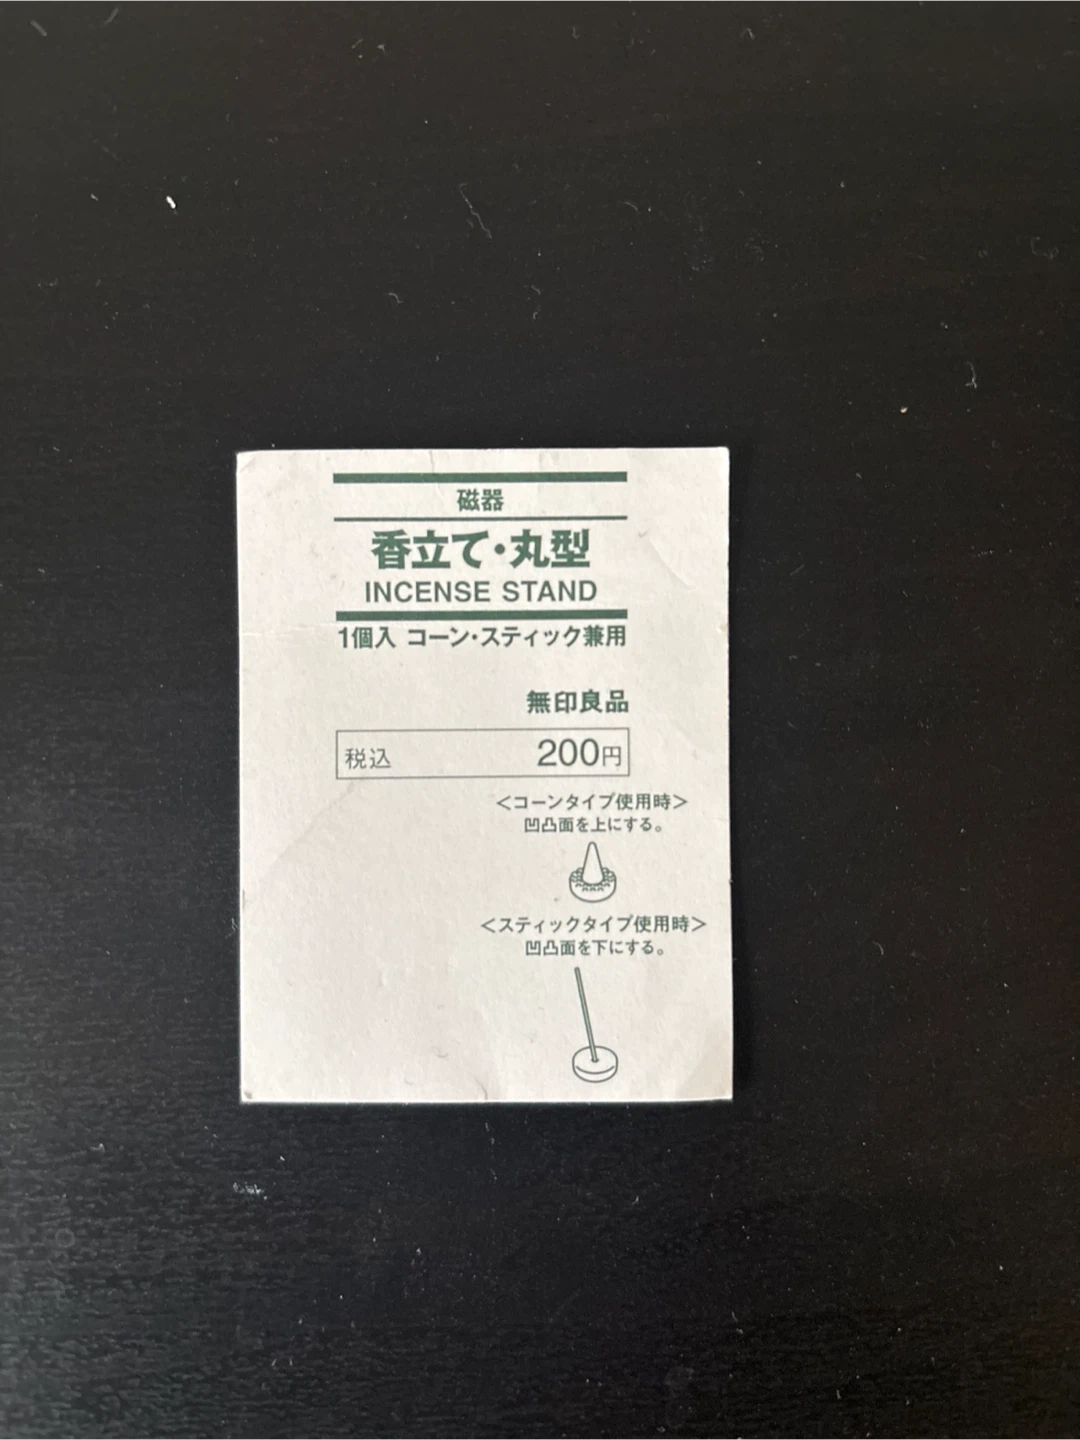 磁器
香立て・丸型
INCENSE STAND
1個入 コーン・スティック兼用
無印良品
税込 200円
＜コーンタイプ使用時＞
凹凸面を上にする。
＜スティックタイプ使用時＞
凹凸面を下にする。